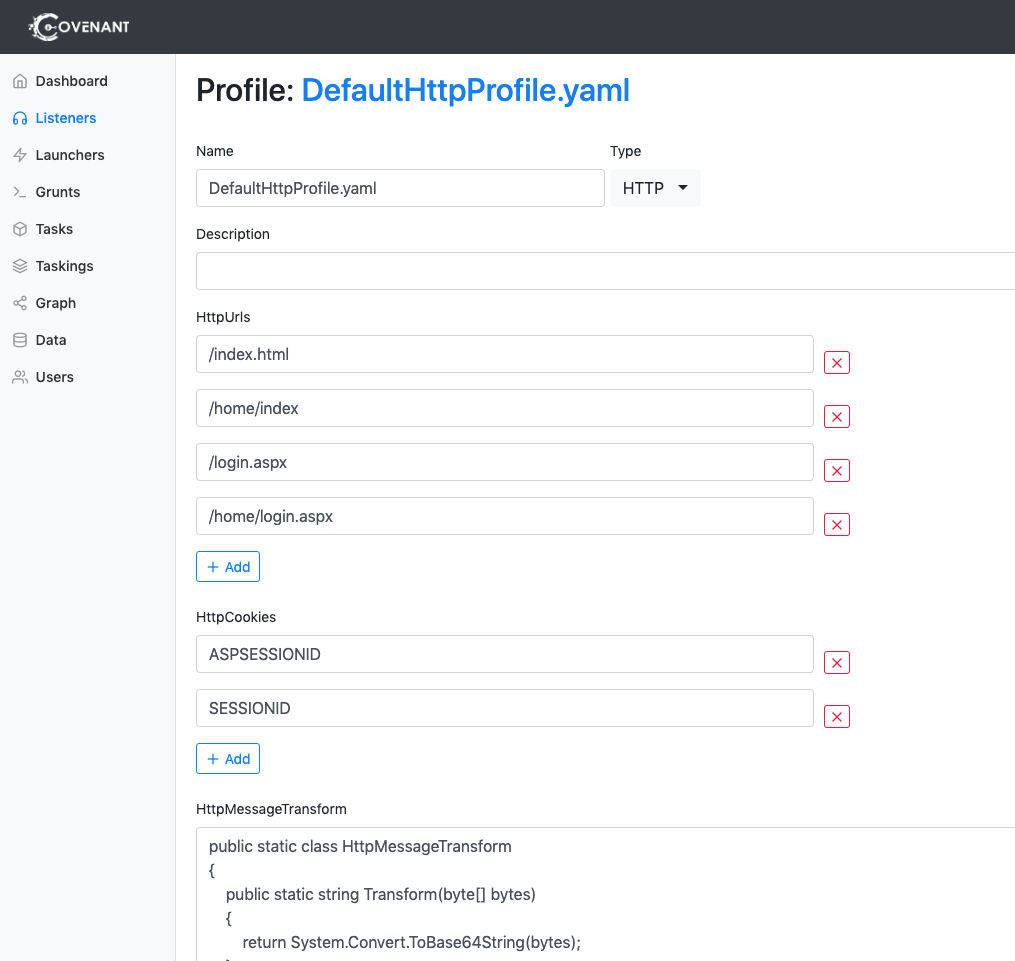 COVENANT
Dashboard
Listeners
Launchers
Grunts
Tasks
Taskings
Graph
Data
Users
Profile: DefaultHttpProfile.yaml
Name Type
DefaultHttpProfile.yaml HTTP
Description
HttpUrls
/index.html
/home/index
/login.aspx
/home/login.aspx
+ Add
HttpCookies
ASPSESSIONID
SESSIONID
+ Add
HttpMessageTransform
public static class HttpMessageTransform
{
public static string Transform(byte[] bytes)
{
return System.Convert.ToBase64String(bytes);